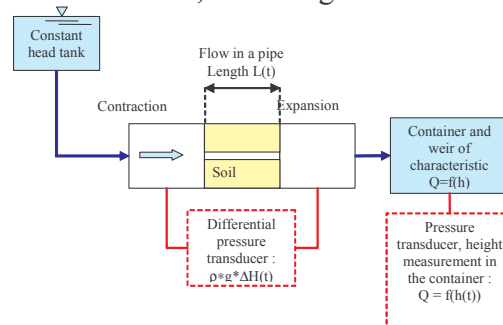 Constant
head tank
Flow in a pipe
Length L(t)
Contraction
Expansion
Soil
Container and
weir of
characteristic
Q=f(h)
Differential
pressure
transducer :
ρ*g*ΔH(t)
Pressure
transducer, height
measurement in
the container :
Q = f(h(t))